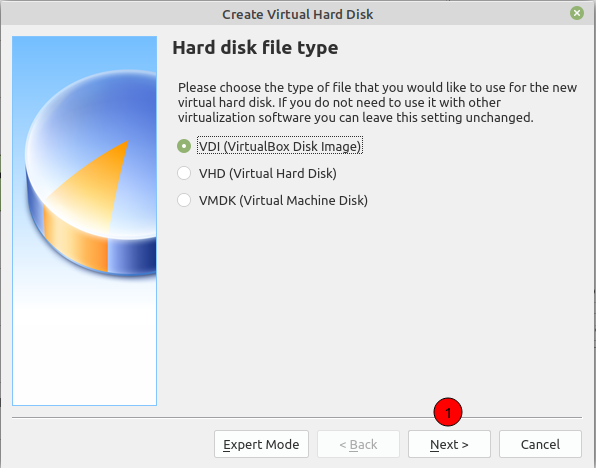 Create Virtual Hard Disk
Hard disk file type
Please choose the type of file that you would like to use for the new
virtual hard disk. If you do not need to use it with other
virtualization software you can leave this setting unchanged.
VDI (VirtualBox Disk Image)
VHD (Virtual Hard Disk)
VMDK (Virtual Machine Disk)
1
Expert Mode
< Back
Next >
Cancel